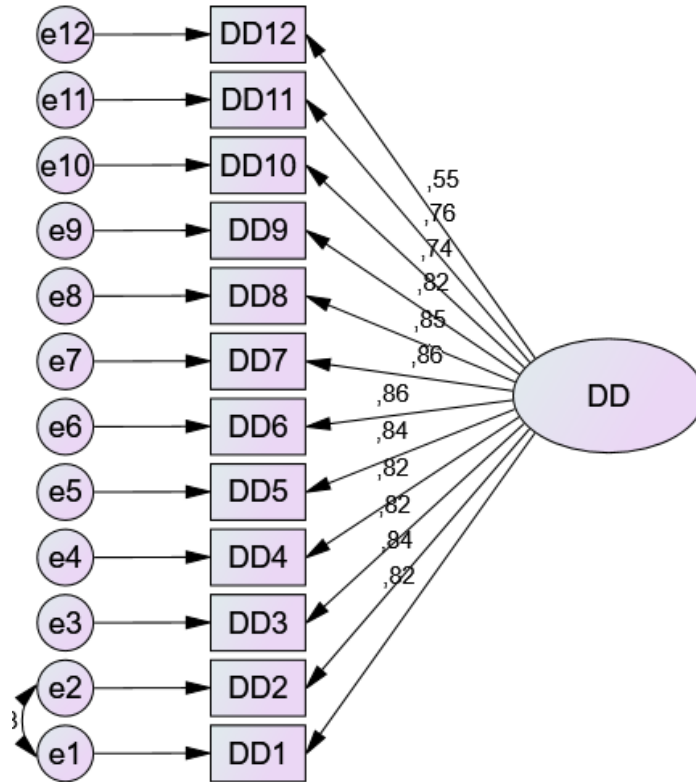 e12 DD12
e11 DD11
,55
e10 DD10
,76
e9 DD9
,74
e8 DD8
,82
,85
e7 DD7
,86
DD
,86
e6 DD6
,84
e5 DD5
,82
,82
e4 DD4
,84
,82
e3 DD3
e2 DD2
e1 DD1